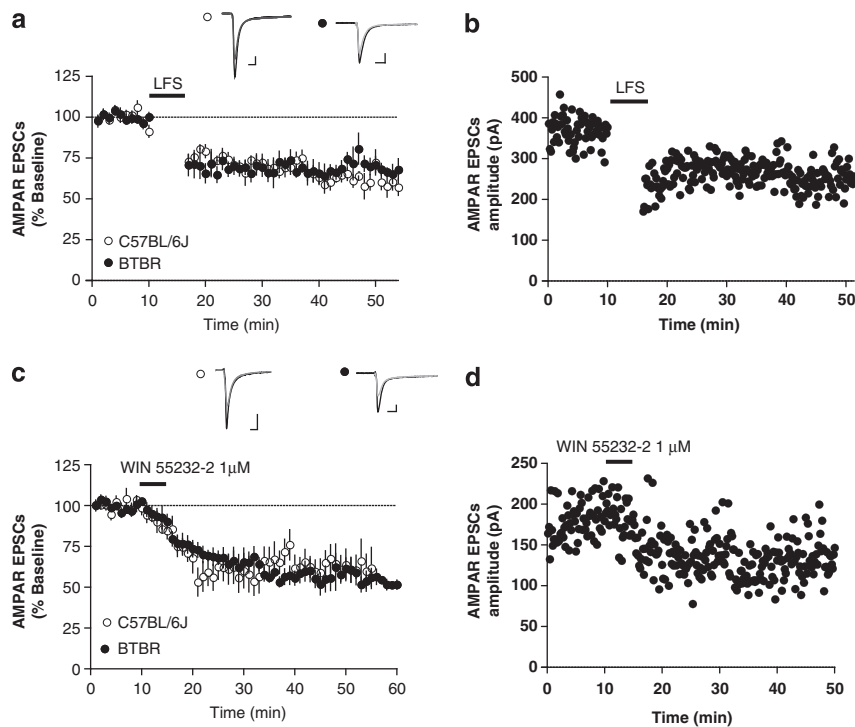 a
LFS
AMPAR EPSCs
(% Baseline)
125
100
75
50
25
0
C57BL/6J
BTBR
0 10 20 30 40 50
Time (min)
b
LFS
AMPAR EPSCs
amplitude (pA)
500
400
300
200
100
0
0 10 20 30 40 50
Time (min)
c
WIN 55232-2 1μM
AMPAR EPSCs
(% Baseline)
125
100
75
50
25
0
C57BL/6J
BTBR
0 10 20 30 40 50 60
Time (min)
d
WIN 55232-2 1 μM
AMPAR EPSCs
amplitude (pA)
250
200
150
100
50
0
0 10 20 30 40 50
Time (min)